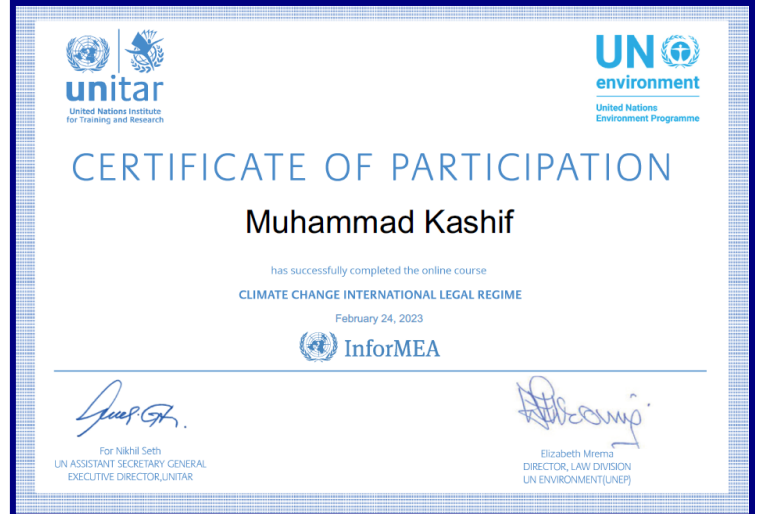 unitar
United Nations Institute
for Training and Research
UN
environment
United Nations
Environment Programme
CERTIFICATE OF PARTICIPATION
Muhammad Kashif
has successfully completed the online course
CLIMATE CHANGE INTERNATIONAL LEGAL REGIME
February 24, 2023
InforMEA
For Nikhil Seth
UN ASSISTANT SECRETARY GENERAL
EXECUTIVE DIRECTOR,UNITAR
Elizabeth Mrema
DIRECTOR, LAW DIVISION
UN ENVIRONMENT(UNEP)